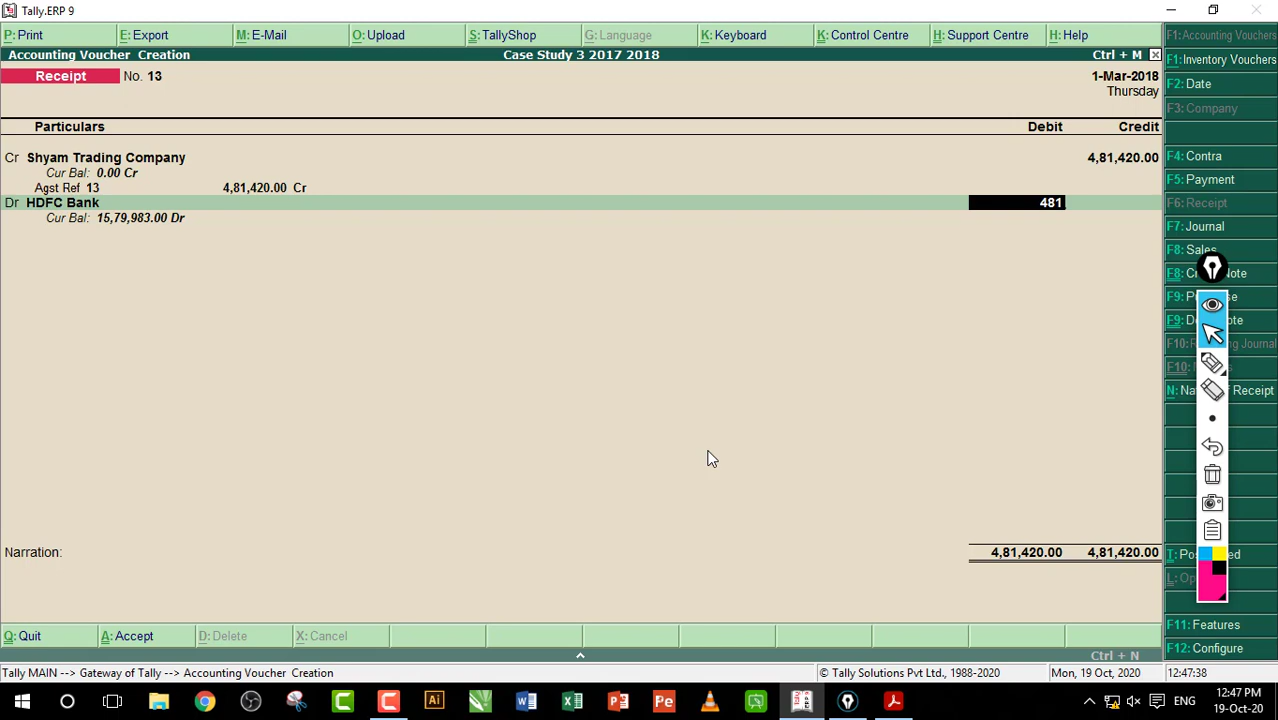 Tally.ERP 9
P: Print E: Export M: E-Mail O: Upload S: TallyShop G: Language K: Keyboard K: Control Centre H: Support Centre H: Help
F1: Accounting Vouchers
Accounting Voucher Creation Case Study 3 2017 2018 Ctrl + M
F1: Inventory Vouchers
Receipt No. 13 1-Mar-2018
F2: Date
Thursday
F3: Company
Particulars Debit Credit
Cr Shyam Trading Company 4,81,420.00
F4: Contra
Cur Bal: 0.00 Cr
F5: Payment
Agst Ref 13 4,81,420.00 Cr
Dr HDFC Bank 481
F6: Receipt
Cur Bal: 15,79,983.00 Dr
F7: Journal
F8: Sales
F8:
F9:
F9:
F10:
F10:
N: Receipt
Narration: 4,81,420.00 4,81,420.00
T:
L:
F11: Features
Q: Quit A: Accept D: Delete X: Cancel
F12: Configure
Ctrl + N
Tally MAIN --> Gateway of Tally --> Accounting Voucher Creation © Tally Solutions Pvt Ltd., 1988-2020 Mon, 19 Oct, 2020 12:47:38
ENG 12:47 PM
19-Oct-20